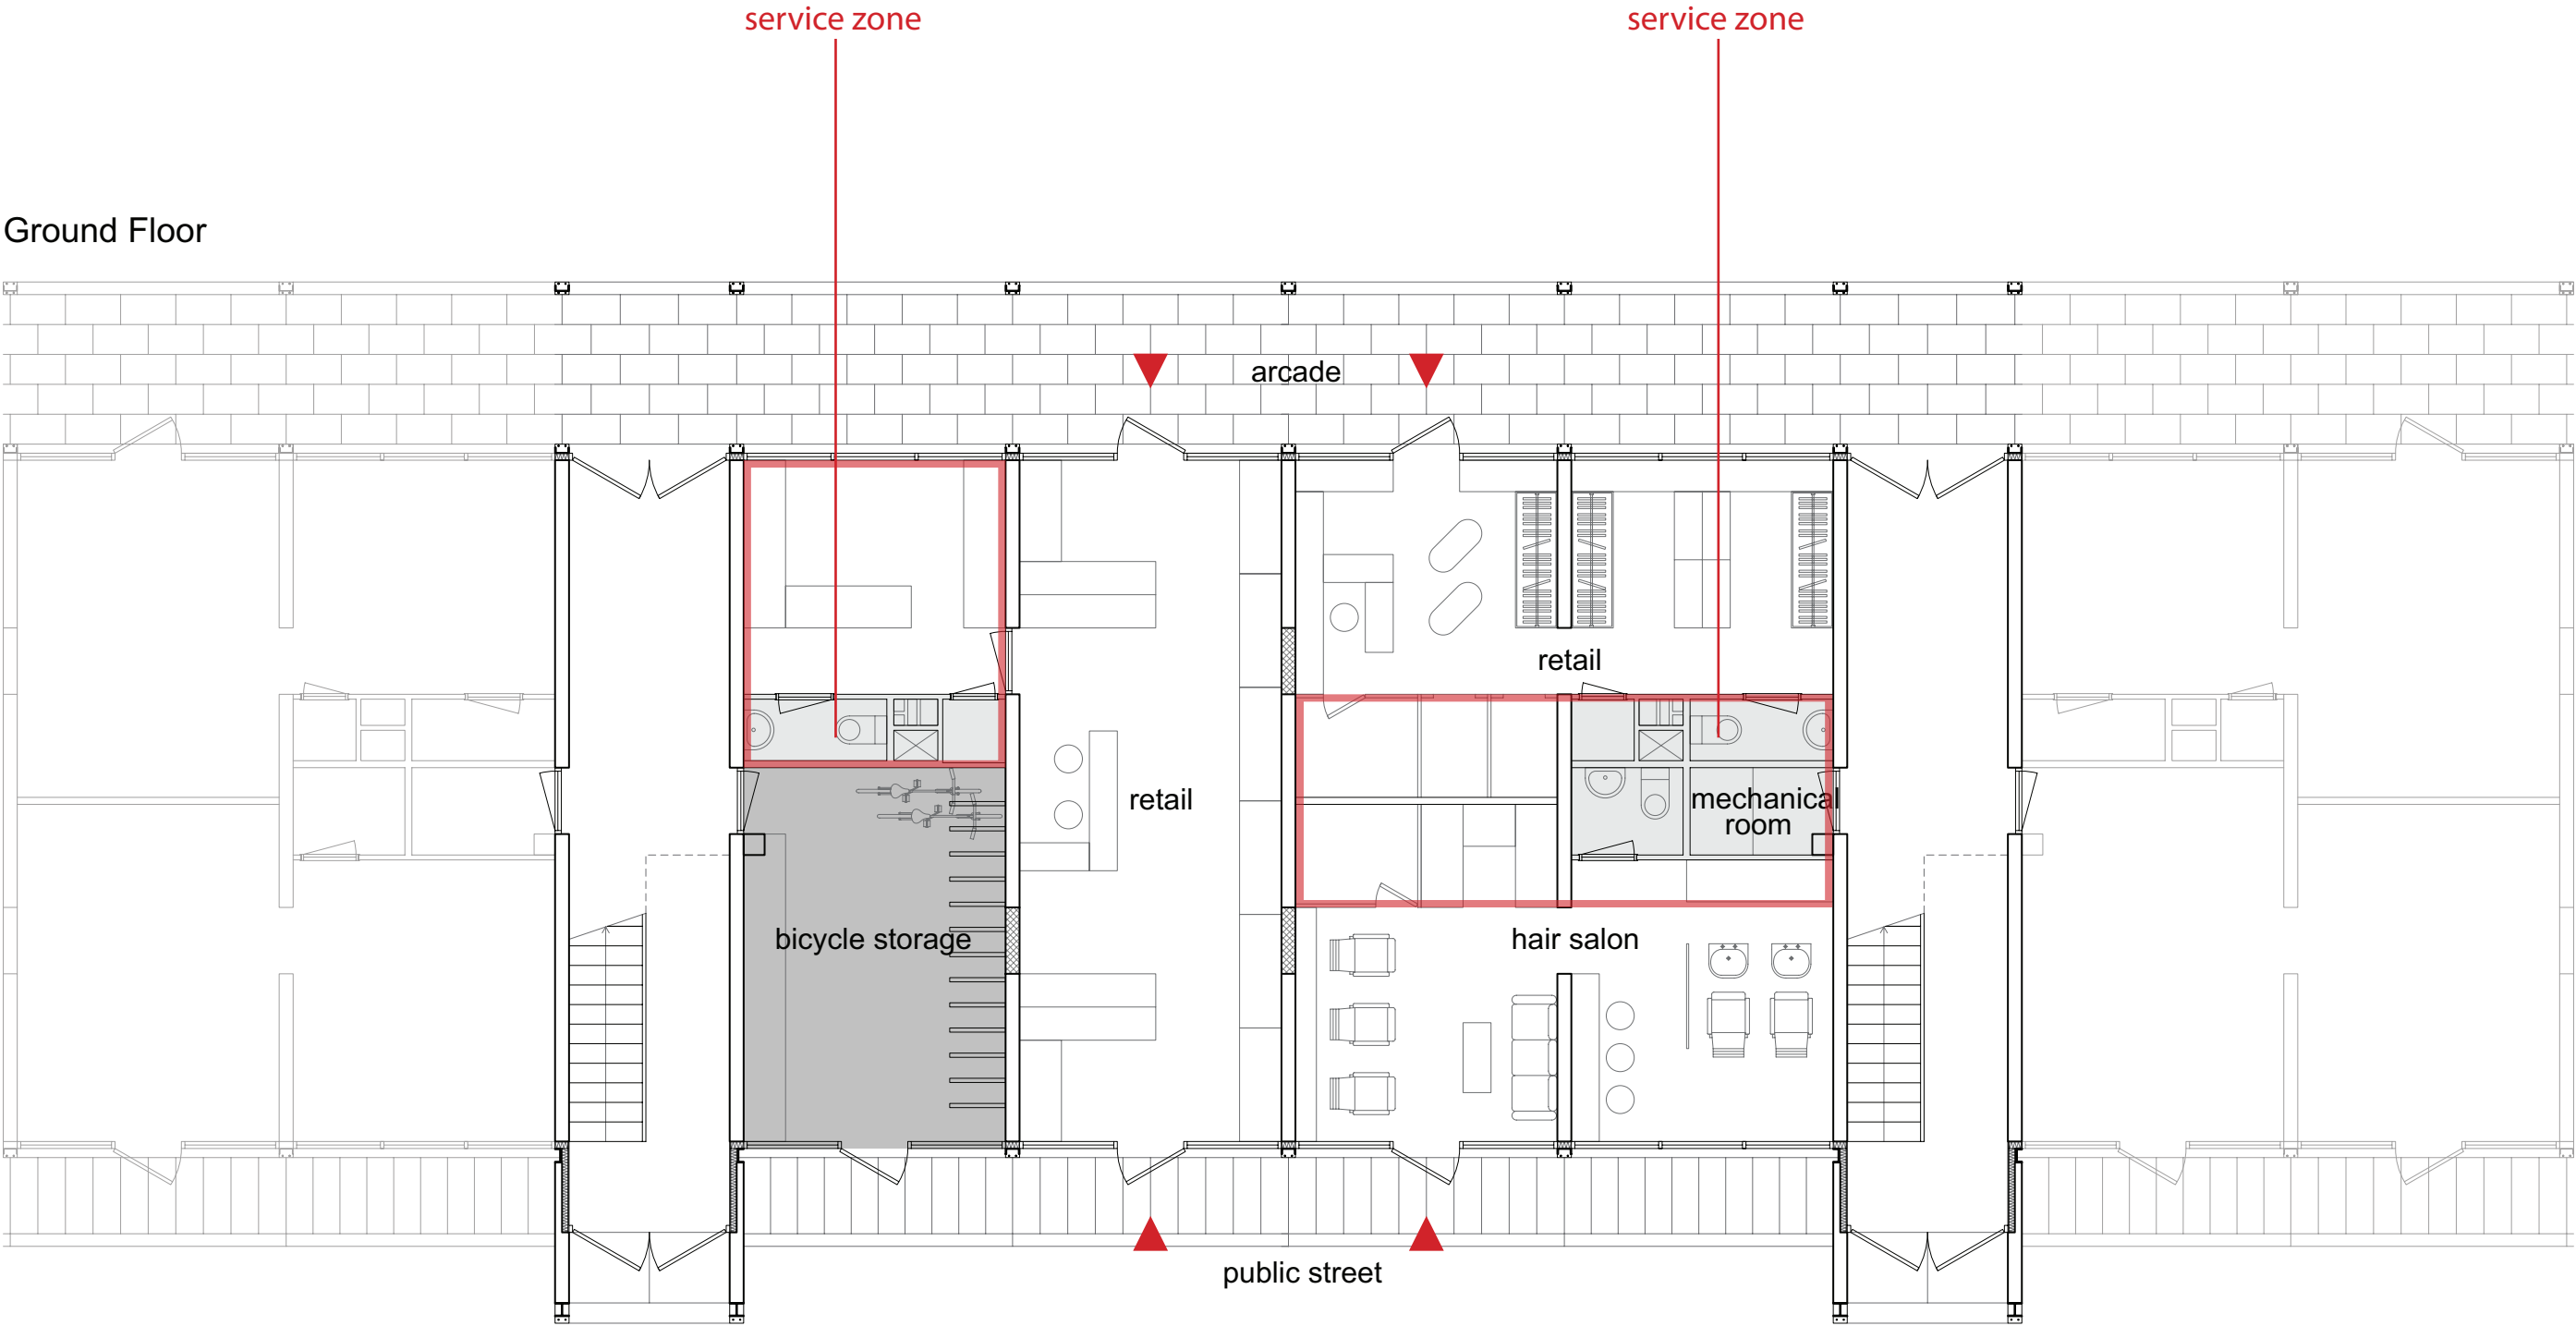 service zone
service zone
Ground Floor
arcade
retail
retail
mechanical
room
bicycle storage
hair salon
public street